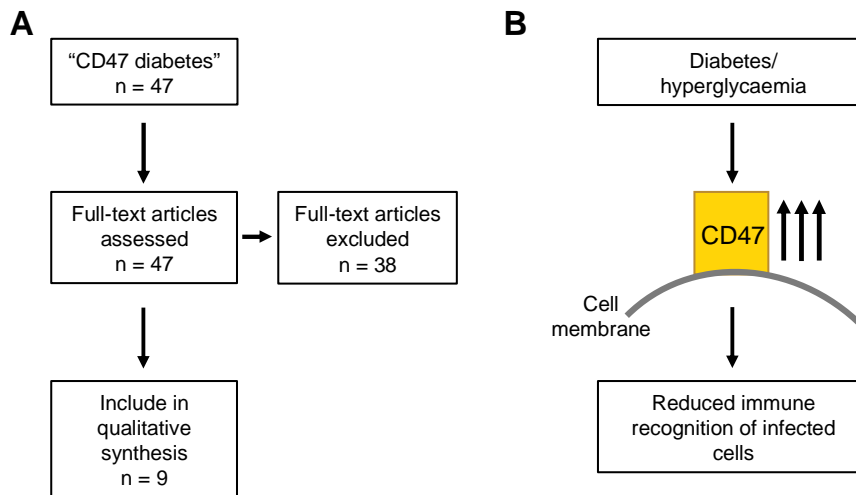 A
“CD47 diabetes”
n = 47
Full-text articles
assessed
n = 47
Full-text articles
excluded
n = 38
Include in
qualitative
synthesis
n = 9
B
Diabetes/
hyperglycaemia
CD47
Cell
membrane
Reduced immune
recognition of infected
cells